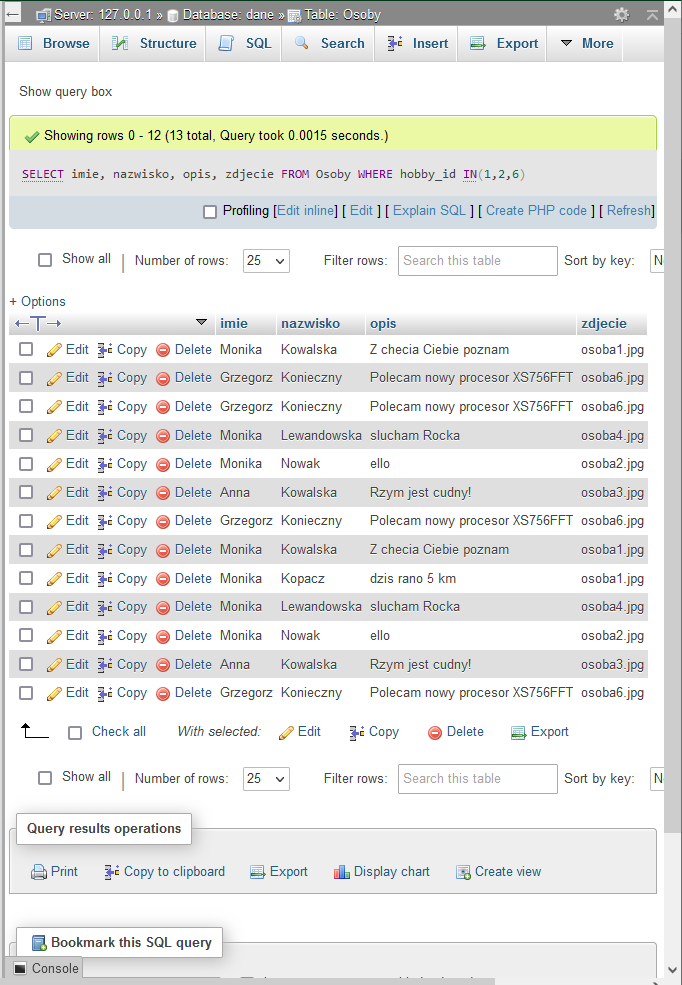 Server: 127.0.0.1 » Database: dane » Table: Osoby
Browse Structure SQL Search Insert Export More
Show query box
Showing rows 0 - 12 (13 total, Query took 0.0015 seconds.)
SELECT imie, nazwisko, opis, zdjecie FROM Osoby WHERE hobby_id IN(1,2,6)
Profiling [Edit inline] [ Edit ] [ Explain SQL ] [ Create PHP code ] [ Refresh]
Show all | Number of rows: 25 Filter rows: Search this table Sort by key:
+ Options
←T→ imie nazwisko opis zdjecie
Edit Copy Delete Monika Kowalska Z checia Ciebie poznam osoba1.jpg
Edit Copy Delete Grzegorz Konieczny Polecam nowy procesor XS756FFT osoba6.jpg
Edit Copy Delete Grzegorz Konieczny Polecam nowy procesor XS756FFT osoba6.jpg
Edit Copy Delete Monika Lewandowska slucham Rocka osoba4.jpg
Edit Copy Delete Monika Nowak ello osoba2.jpg
Edit Copy Delete Anna Kowalska Rzym jest cudny! osoba3.jpg
Edit Copy Delete Grzegorz Konieczny Polecam nowy procesor XS756FFT osoba6.jpg
Edit Copy Delete Monika Kowalska Z checia Ciebie poznam osoba1.jpg
Edit Copy Delete Monika Kopacz dzis rano 5 km osoba1.jpg
Edit Copy Delete Monika Lewandowska slucham Rocka osoba4.jpg
Edit Copy Delete Monika Nowak ello osoba2.jpg
Edit Copy Delete Anna Kowalska Rzym jest cudny! osoba3.jpg
Edit Copy Delete Grzegorz Konieczny Polecam nowy procesor XS756FFT osoba6.jpg
Check all With selected: Edit Copy Delete Export
Show all | Number of rows: 25 Filter rows: Search this table Sort by key:
Query results operations
Print Copy to clipboard Export Display chart Create view
Bookmark this SQL query
Console